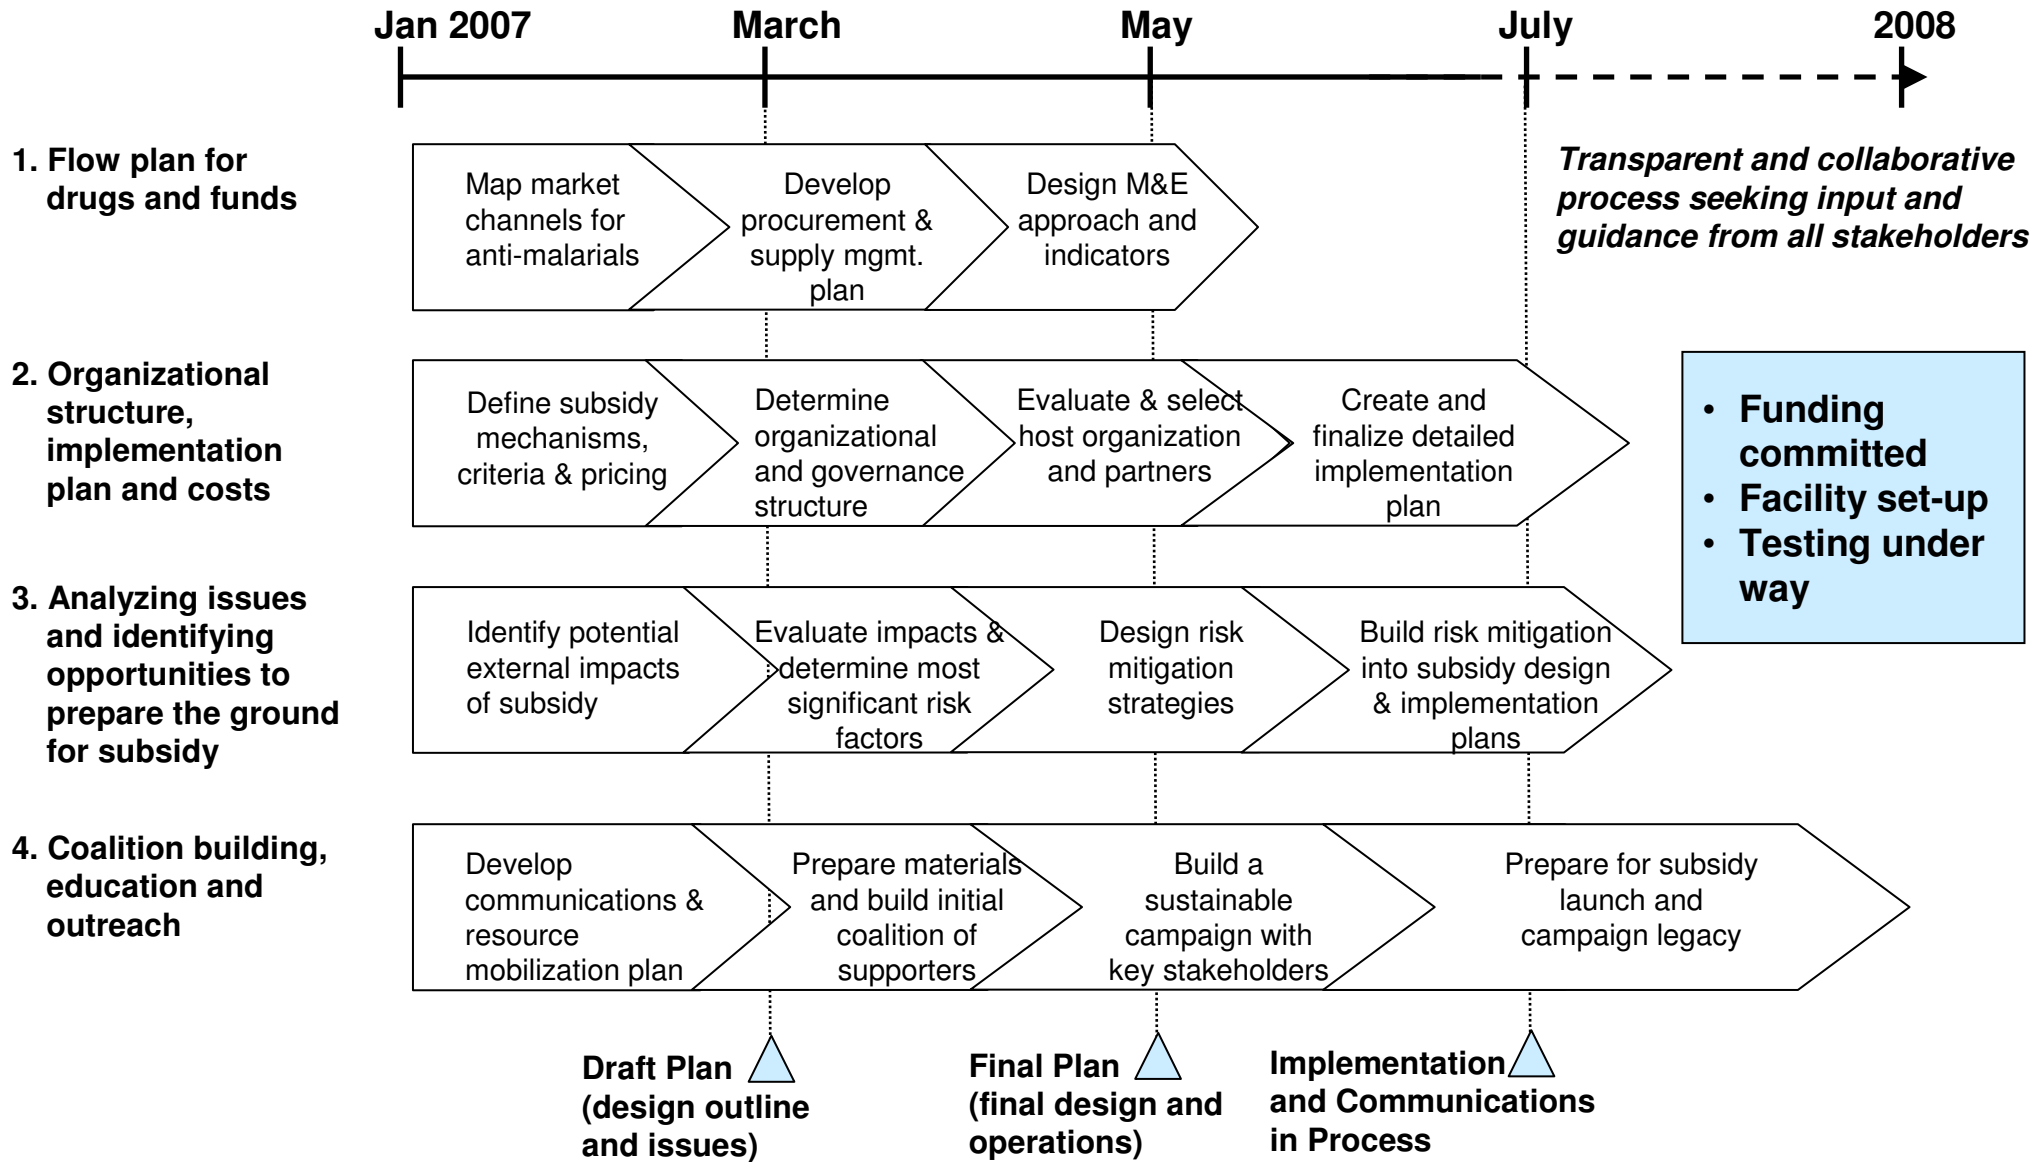 Jan 2007
March
May
July
2008
1. Flow plan for
drugs and funds
Map market
channels for
anti-malarials
Develop
procurement &
supply mgmt.
plan
Design M&E
approach and
indicators
Transparent and collaborative
process seeking input and
guidance from all stakeholders
2. Organizational
structure,
implementation
plan and costs
Define subsidy
mechanisms,
criteria & pricing
Determine
organizational
and governance
structure
Evaluate & select
host organization
and partners
Create and
finalize detailed
implementation
plan
• Funding
committed
• Facility set-up
• Testing under
way
3. Analyzing issues
and identifying
opportunities to
prepare the ground
for subsidy
Identify potential
external impacts
of subsidy
Evaluate impacts &
determine most
significant risk
factors
Design risk
mitigation
strategies
Build risk mitigation
into subsidy design
& implementation
plans
4. Coalition building,
education and
outreach
Develop
communications &
resource
mobilization plan
Prepare materials
and build initial
coalition of
supporters
Build a
sustainable
campaign with
key stakeholders
Prepare for subsidy
launch and
campaign legacy
Draft Plan
(design outline
and issues)
Final Plan
(final design and
operations)
Implementation
and Communications
in Process